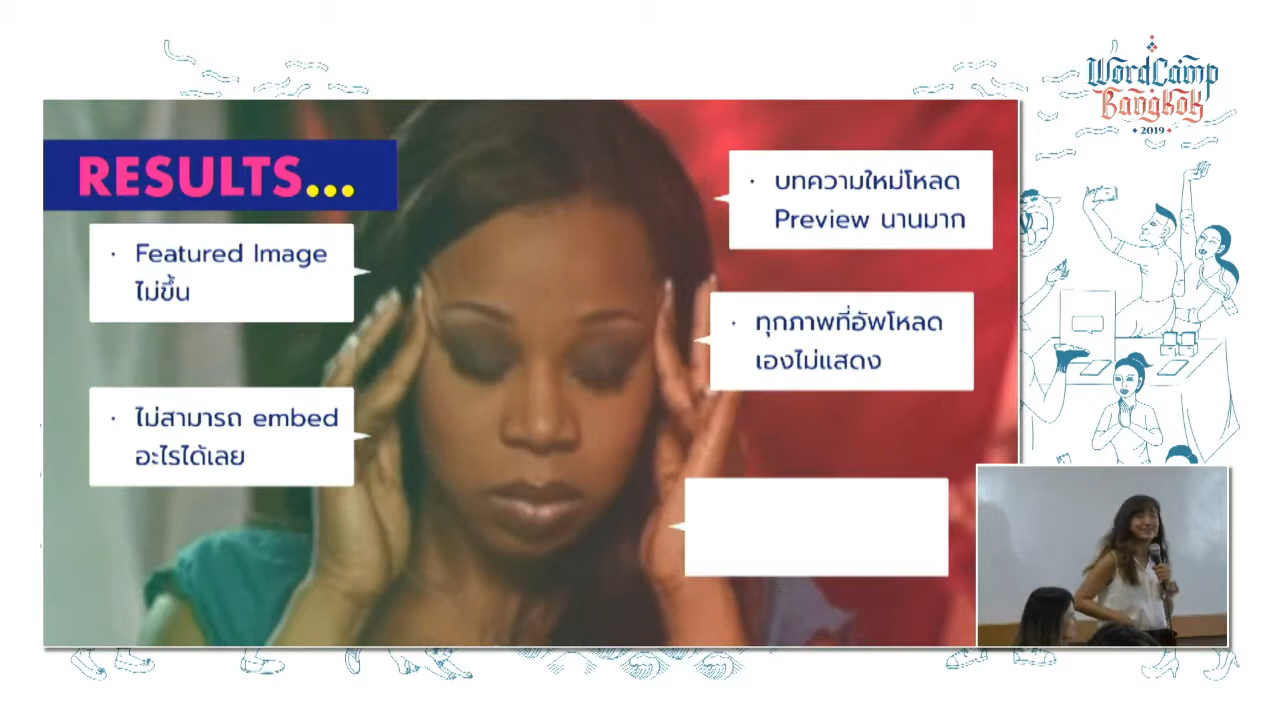 WordCamp
Bangkok
2019
RESULTS...
· Featured Image
ไม่ขึ้น
· ไม่สามารถ embed
อะไรได้เลย
· บทความใหม่โหลด
Preview นานมาก
· ทุกภาพที่อัพโหลด
เองไม่แสดง